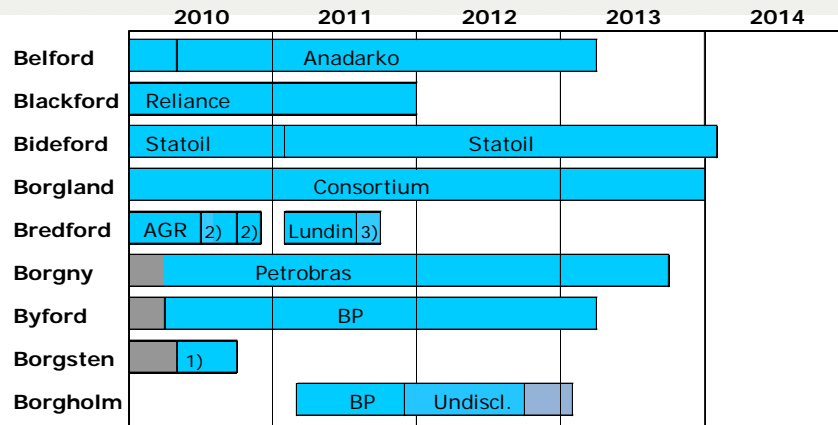 2010 2011 2012 2013 2014
Belford Anadarko
Blackford Reliance
Bideford Statoil Statoil
Borgland Consortium
Bredford AGR 2) 2) Lundin 3)
Borgny Petrobras
Byford BP
Borgsten 1)
Borgholm BP Undiscl.